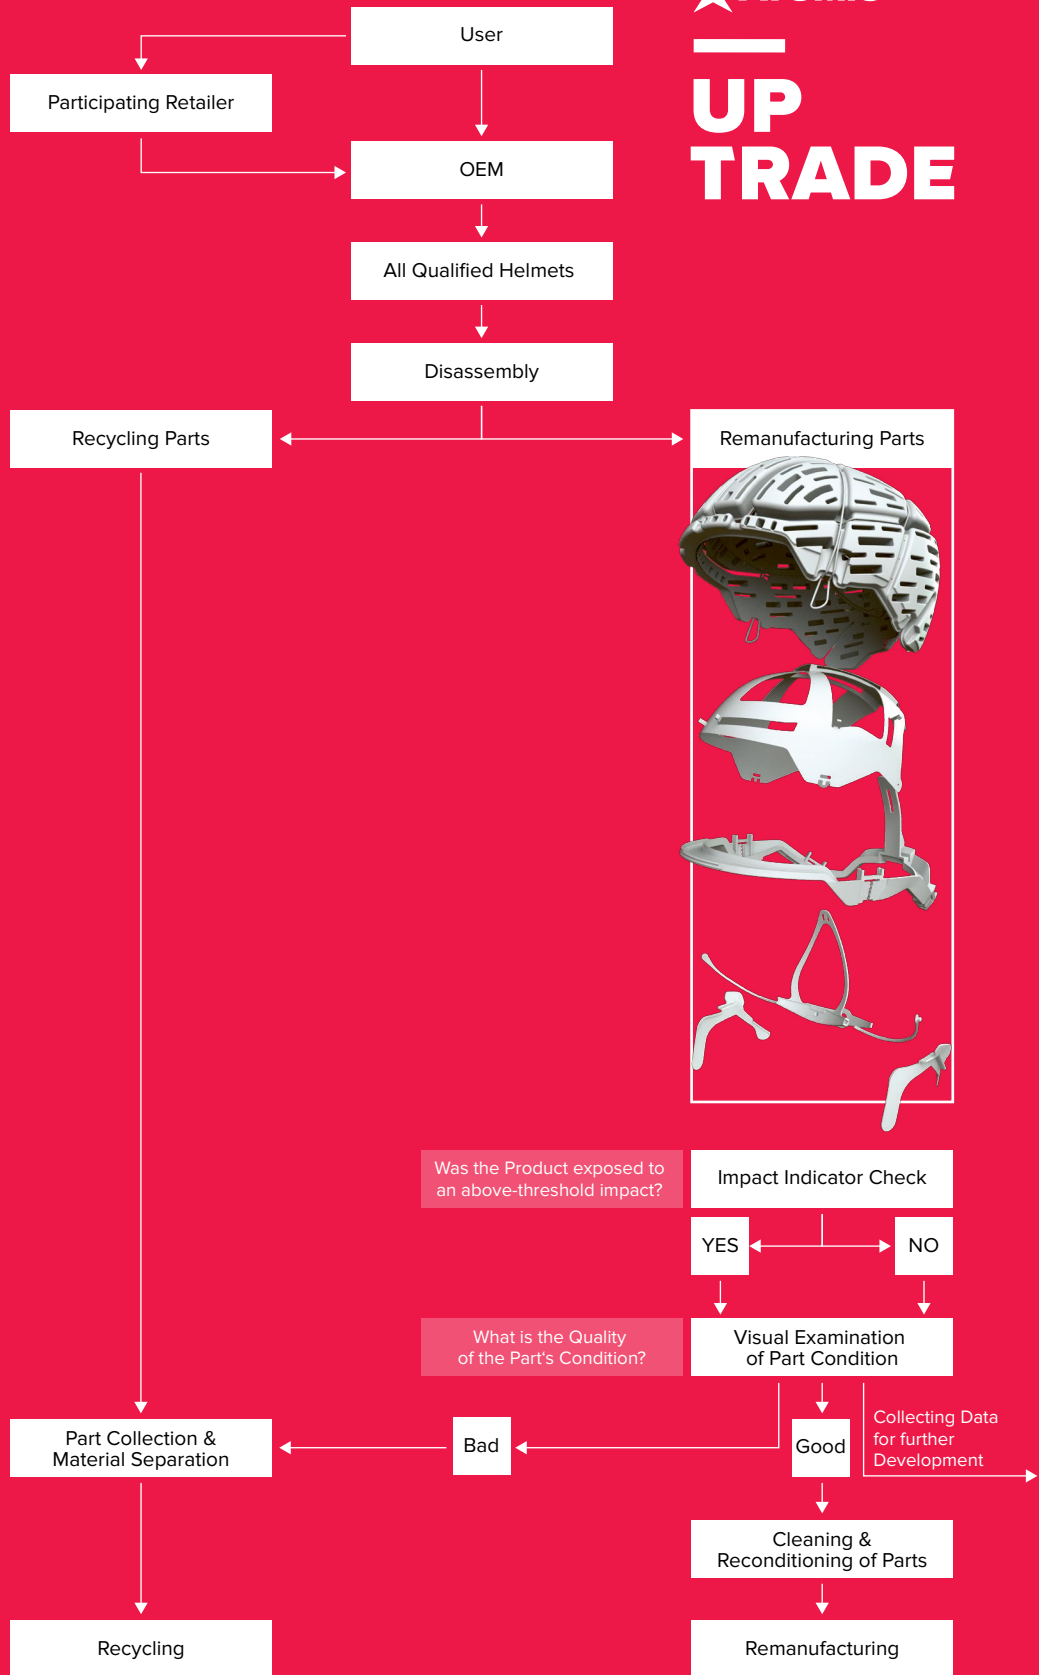 User
Participating Retailer
UP
TRADE
OEM
All Qualified Helmets
Disassembly
Recycling Parts
Remanufacturing Parts
Was the Product exposed to
an above-threshold impact?
Impact Indicator Check
YES
NO
What is the Quality
of the Part‘s Condition?
Visual Examination
of Part Condition
Part Collection &
Material Separation
Bad
Good
Collecting Data
for further
Development
Cleaning &
Reconditioning of Parts
Recycling
Remanufacturing